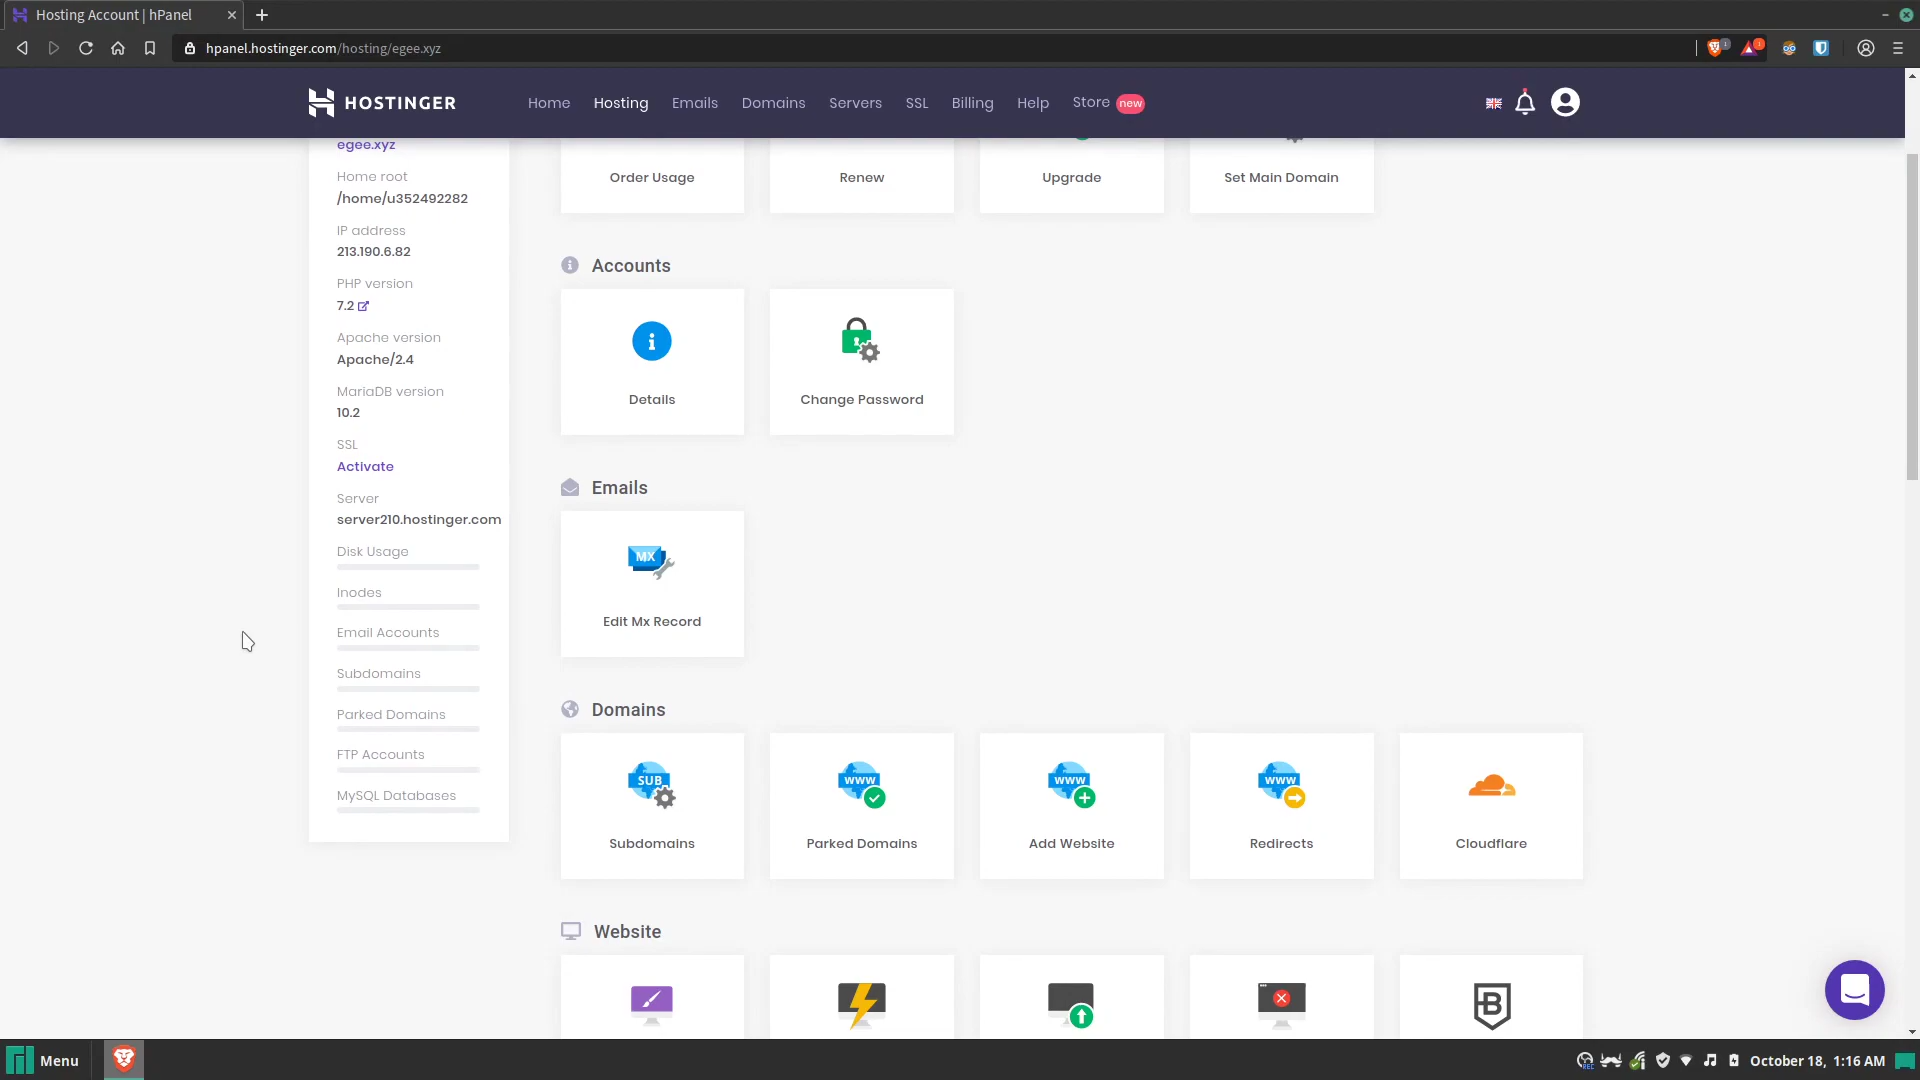 Hosting Account | hPanel
hpanel.hostinger.com/hosting/egee.xyz
HOSTINGER
Home
Hosting
Emails
Domains
Servers
SSL
Billing
Help
Store
new
egee.xyz
Home root
/home/u352492282
IP address
213.190.6.82
PHP version
7.2
Apache version
Apache/2.4
MariaDB version
10.2
SSL
Activate
Server
server210.hostinger.com
Disk Usage
Inodes
Email Accounts
Subdomains
Parked Domains
FTP Accounts
MySQL Databases
Order Usage
Renew
Upgrade
Set Main Domain
Accounts
Details
Change Password
Emails
MX
Edit Mx Record
Domains
SUB
Subdomains
WWW
Parked Domains
WWW
Add Website
WWW
Redirects
Cloudflare
Website
B
Menu
REC
October 18, 1:16 AM